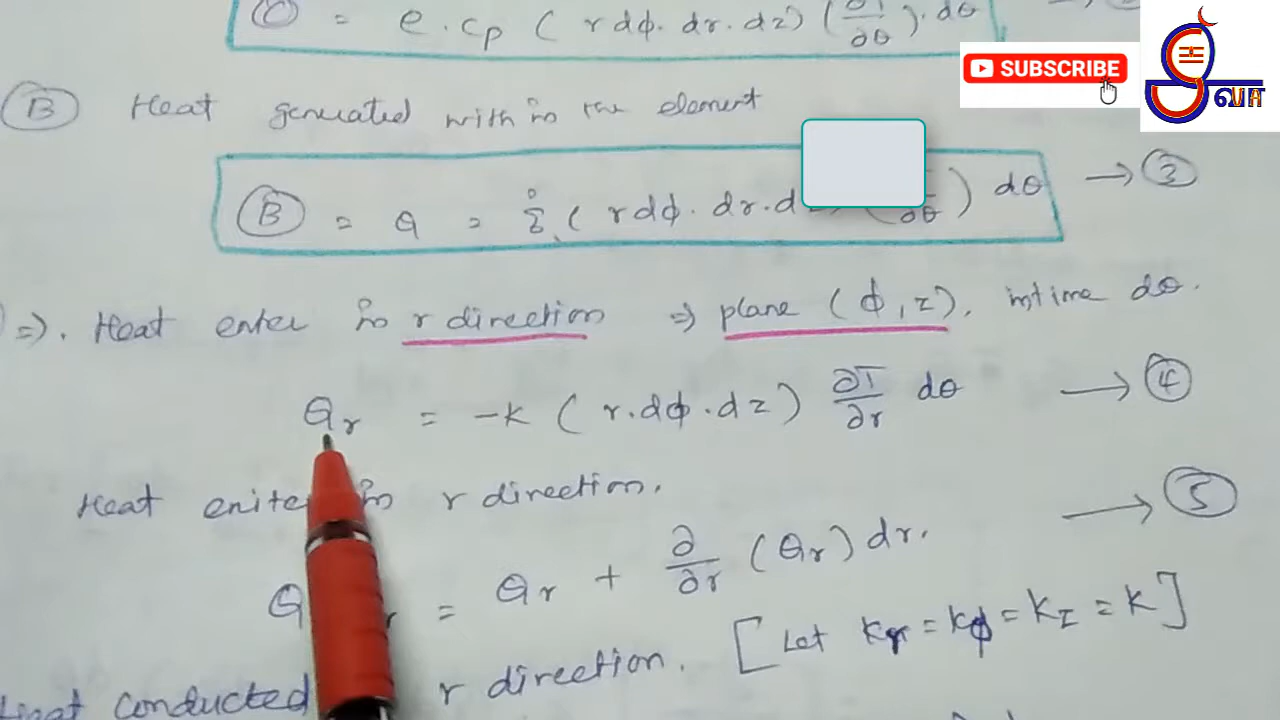 = e . Cp ( r dϕ . dr . dz ) ( ∂T/∂θ ) . dθ
SUBSCRIBE
சிவா
SIVA
B Heat generated with in the element
B = Q = ( r dϕ . dr . d ∂θ ) dθ → 3
⇒ . Heat enter in r direction ⇒ plane ( ϕ , z ) , intime dθ .
Qr = -K ( r . dϕ . dz ) ∂T/∂r dθ → 4
Heat in r direction .
= Qr + ∂/∂r ( Qr ) dr . → 5
Heat conducted r direction . [ Let Kr = Kϕ = Kz = K ]